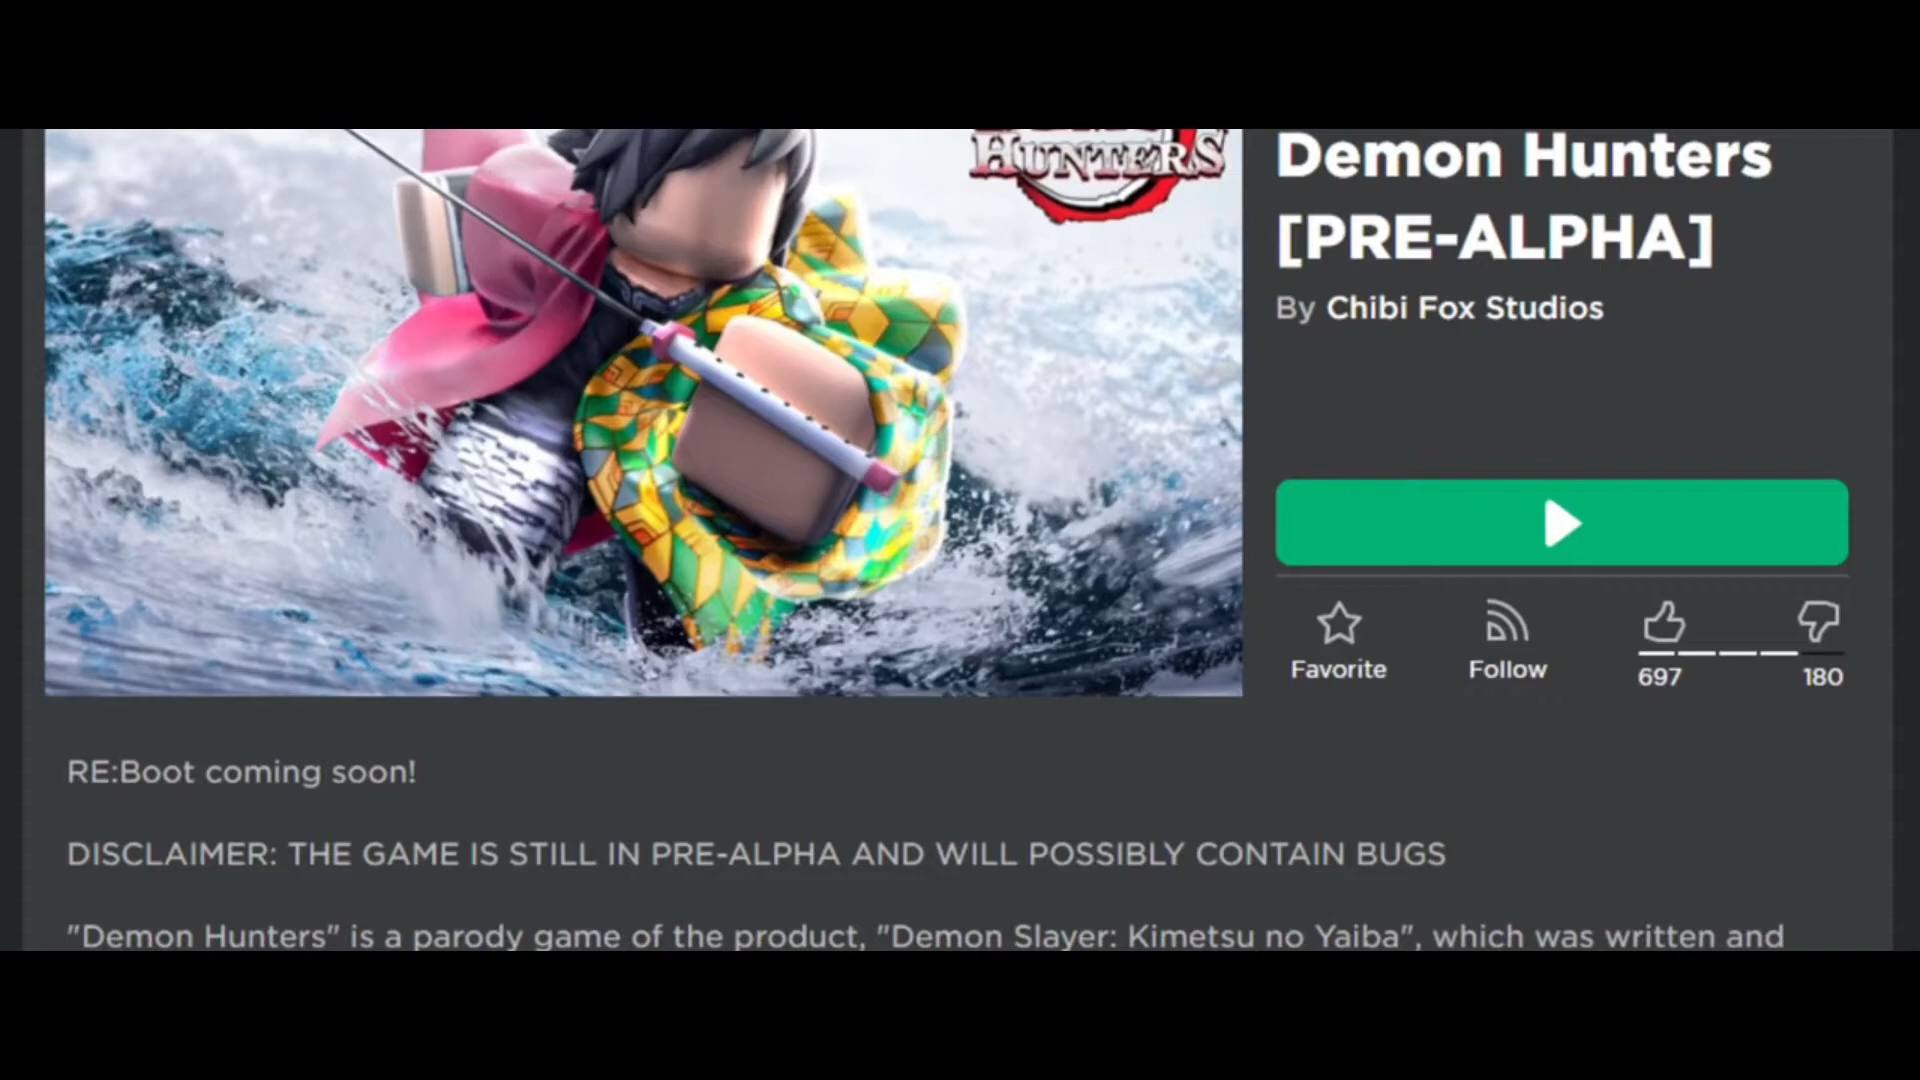 HUNTERS
Demon Hunters
[PRE-ALPHA]
By Chibi Fox Studios
Favorite
Follow
697
180
RE:Boot coming soon!
DISCLAIMER: THE GAME IS STILL IN PRE-ALPHA AND WILL POSSIBLY CONTAIN BUGS
"Demon Hunters" is a parody game of the product, "Demon Slayer: Kimetsu no Yaiba", which was written and